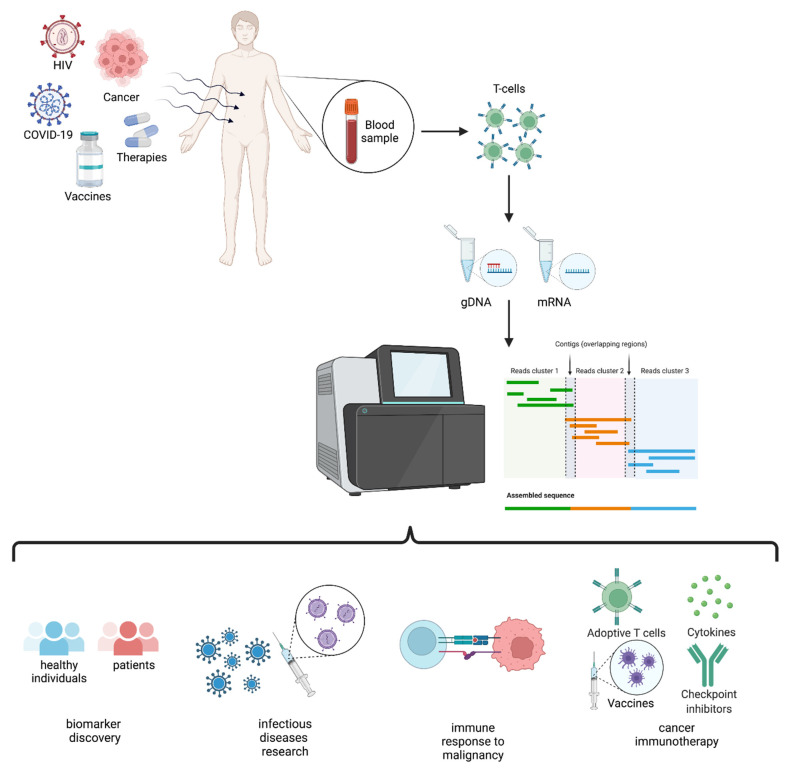 HIV
Cancer
COVID-19
Therapies
Vaccines
Blood
sample
T-cells
gDNA
mRNA
Contigs (overlapping regions)
Reads cluster 1
Reads cluster 2
Reads cluster 3
Assembled sequence
healthy
individuals
patients
biomarker
discovery
infectious
diseases
research
immune
response to
malignancy
Adoptive T cells
Cytokines
Vaccines
Checkpoint
inhibitors
cancer
immunotherapy